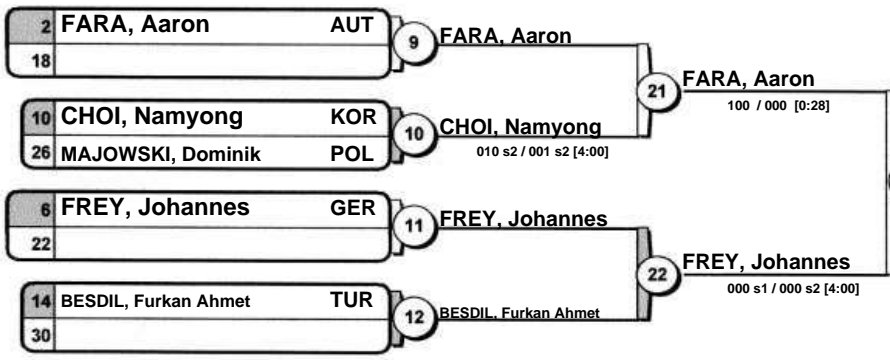 2 FARA, Aaron AUT
18
9 FARA, Aaron
10 CHOI, Namyong KOR
26 MAJOWSKI, Dominik POL
10 CHOI, Namyong
010 s2 / 001 s2 [4:00]
21 FARA, Aaron
100 / 000 [0:28]
6 FREY, Johannes GER
22
11 FREY, Johannes
14 BESDIL, Furkan Ahmet TUR
30
12 BESDIL, Furkan Ahmet
22 FREY, Johannes
000 s1 / 000 s2 [4:00]